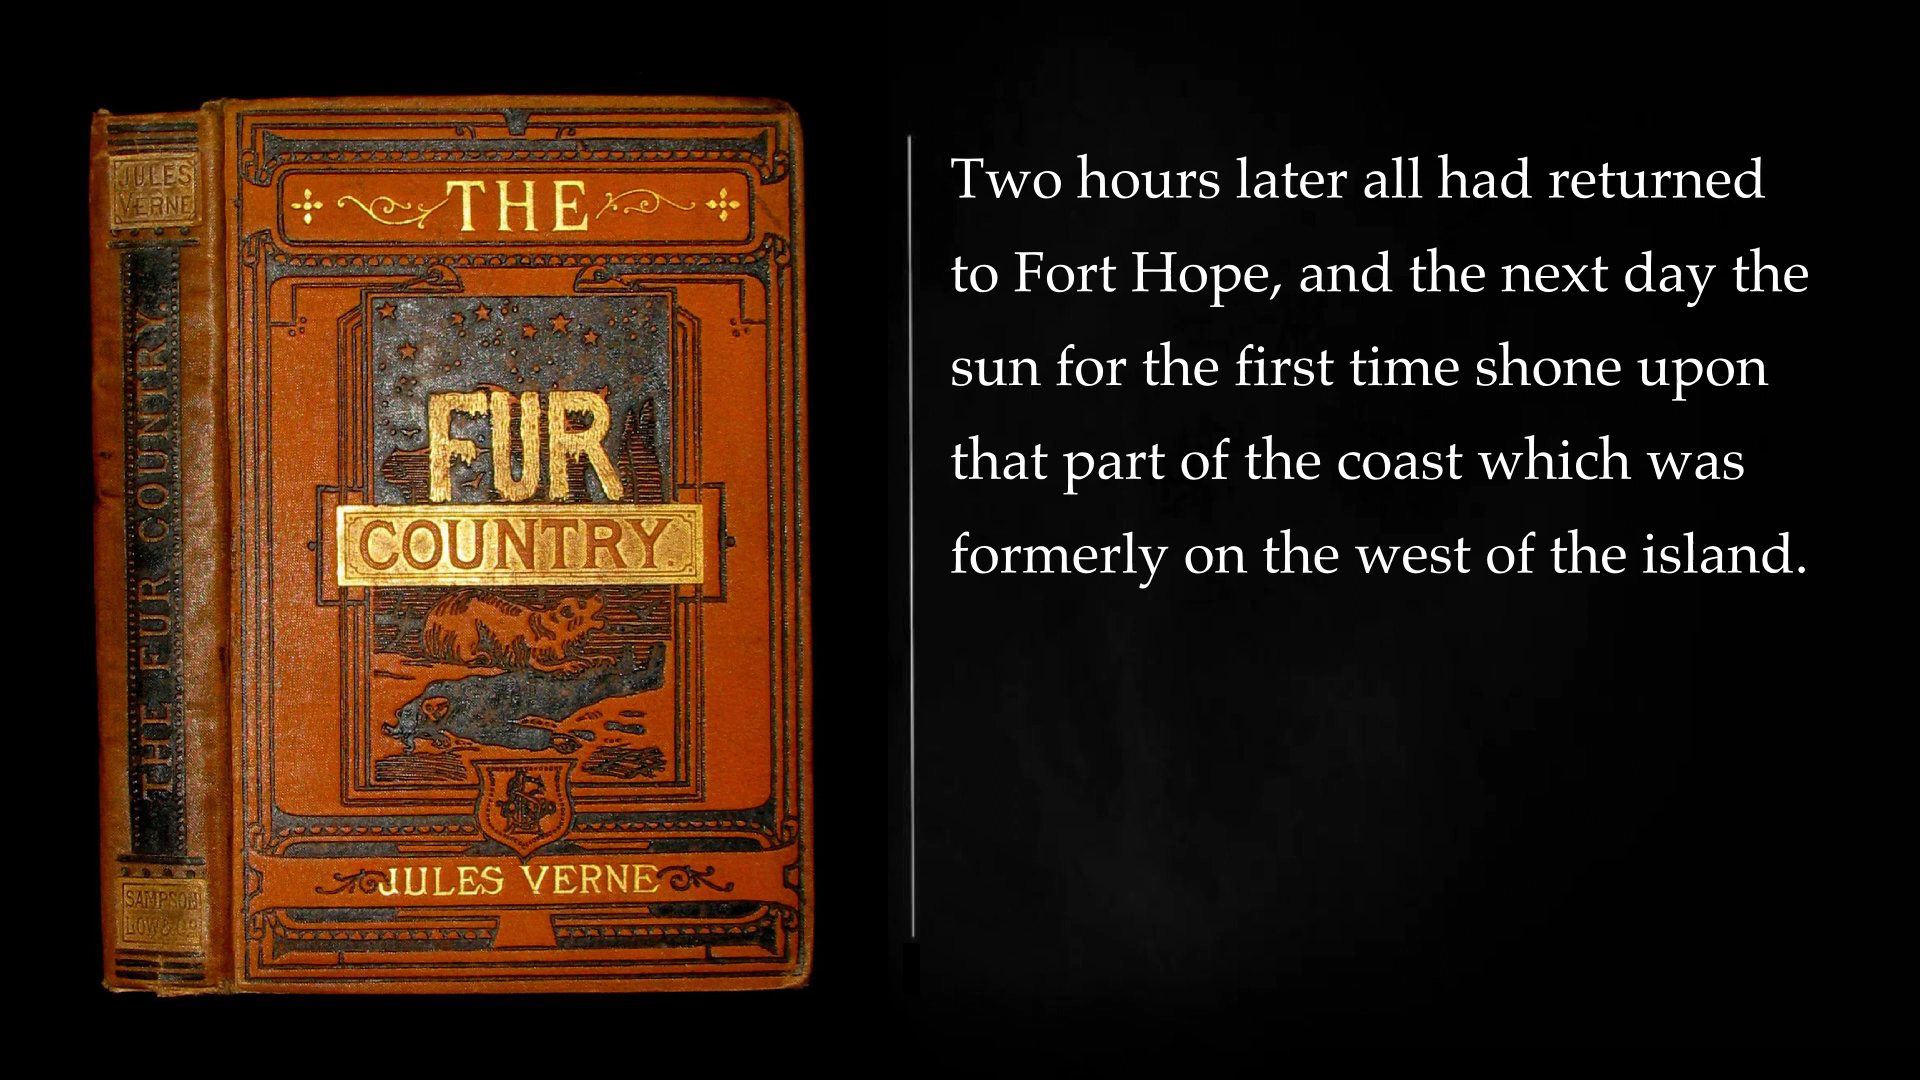 JULES
VERNE
THE FUR COUNTRY.
SAMPSON
LOW & Co
THE
FUR
COUNTRY.
JULES VERNE
Two hours later all had returned
to Fort Hope, and the next day the
sun for the first time shone upon
that part of the coast which was
formerly on the west of the island.